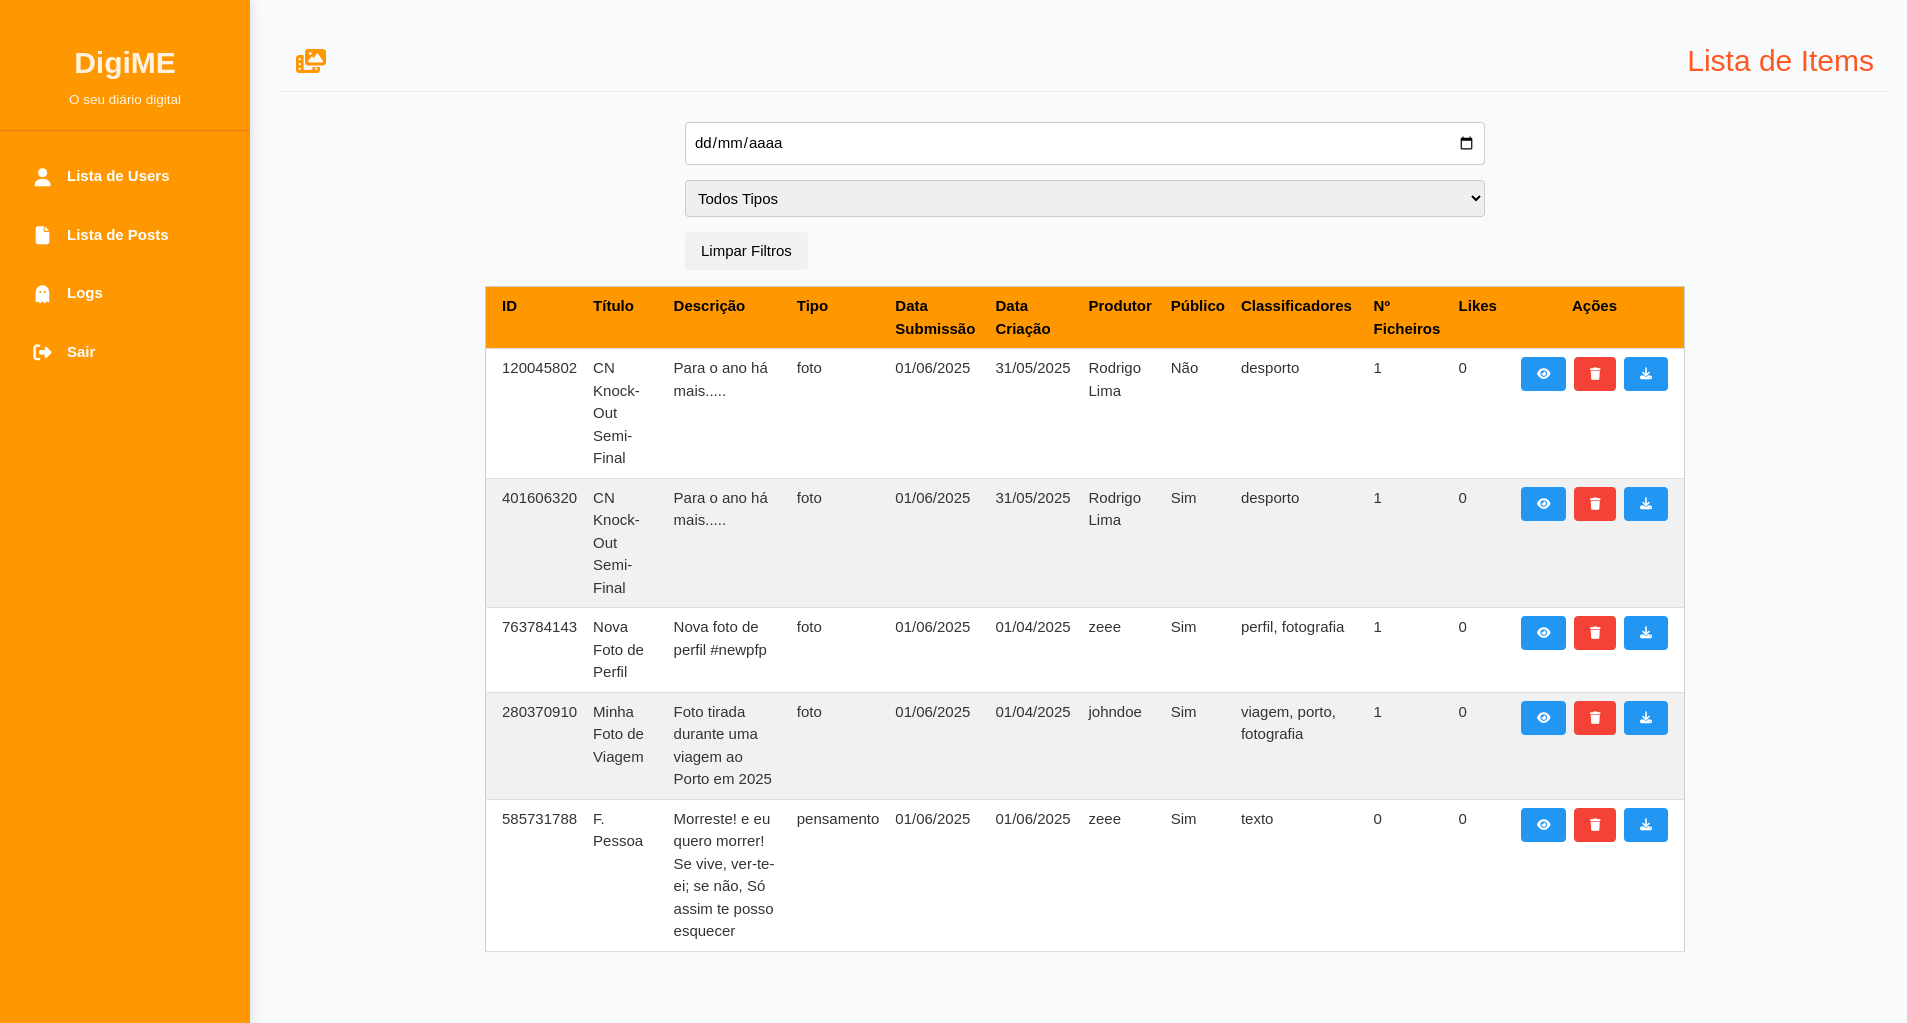 DigiME
O seu diário digital
Lista de Users
Lista de Posts
Logs
Sair
Lista de Items
dd/mm/aaaa
Todos Tipos
Limpar Filtros
ID Título Descrição Tipo Data Submissão Data Criação Produtor Público Classificadores Nº Ficheiros Likes Ações
120045802 CN Knock-Out Semi-Final Para o ano há mais..... foto 01/06/2025 31/05/2025 Rodrigo Lima Não desporto 1 0
401606320 CN Knock-Out Semi-Final Para o ano há mais..... foto 01/06/2025 31/05/2025 Rodrigo Lima Sim desporto 1 0
763784143 Nova Foto de Perfil Nova foto de perfil #newpfp foto 01/06/2025 01/04/2025 zeee Sim perfil, fotografia 1 0
280370910 Minha Foto de Viagem Foto tirada durante uma viagem ao Porto em 2025 foto 01/06/2025 01/04/2025 johndoe Sim viagem, porto, fotografia 1 0
585731788 F. Pessoa Morreste! e eu quero morrer! Se vive, ver-te-ei; se não, Só assim te posso esquecer pensamento 01/06/2025 01/06/2025 zeee Sim texto 0 0